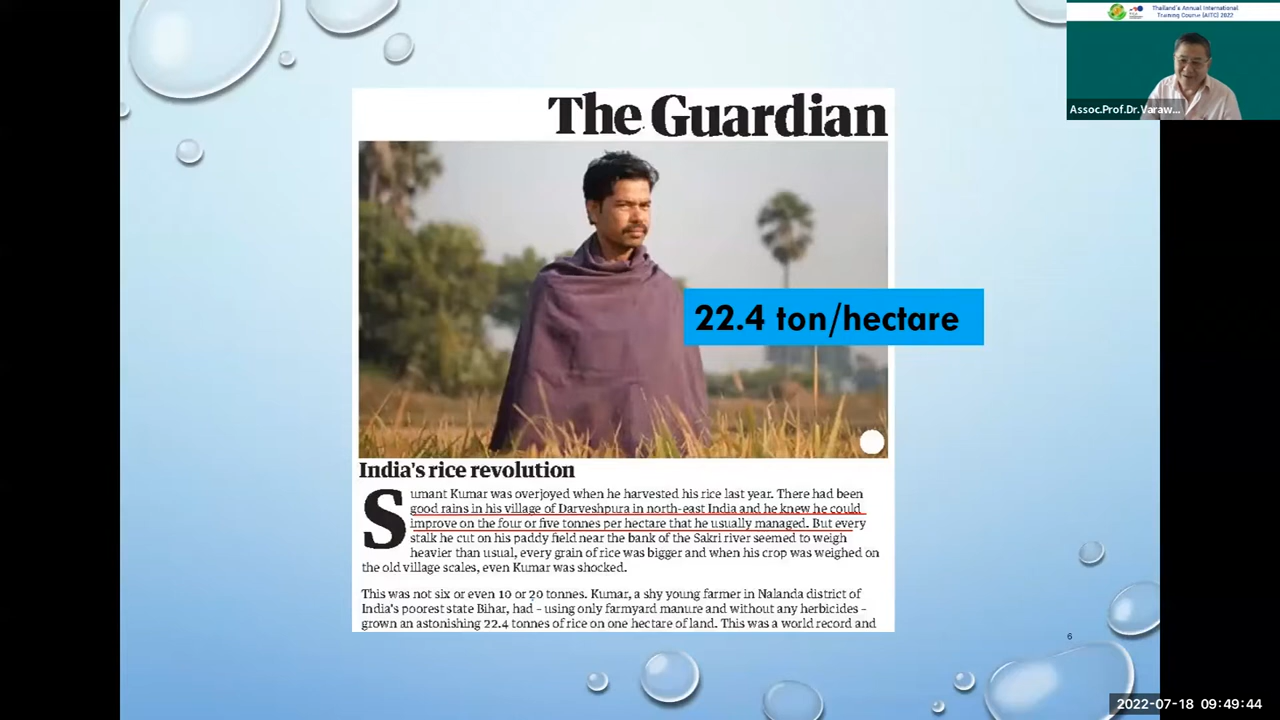 Thailand's Annual International
Training Course (AITC) 2022
Assoc.Prof.Dr.Varaw...
The Guardian
22.4 ton/hectare
India's rice revolution
Sumant Kumar was overjoyed when he harvested his rice last year. There had been
good rains in his village of Darveshpura in north-east India and he knew he could
improve on the four or five tonnes per hectare that he usually managed. But every
stalk he cut on his paddy field near the bank of the Sakri river seemed to weigh
heavier than usual, every grain of rice was bigger and when his crop was weighed on
the old village scales, even Kumar was shocked.
This was not six or even 10 or 20 tonnes. Kumar, a shy young farmer in Nalanda district of
India's poorest state Bihar, had - using only farmyard manure and without any herbicides -
grown an astonishing 22.4 tonnes of rice on one hectare of land. This was a world record and
6
2022-07-18 09:49:44